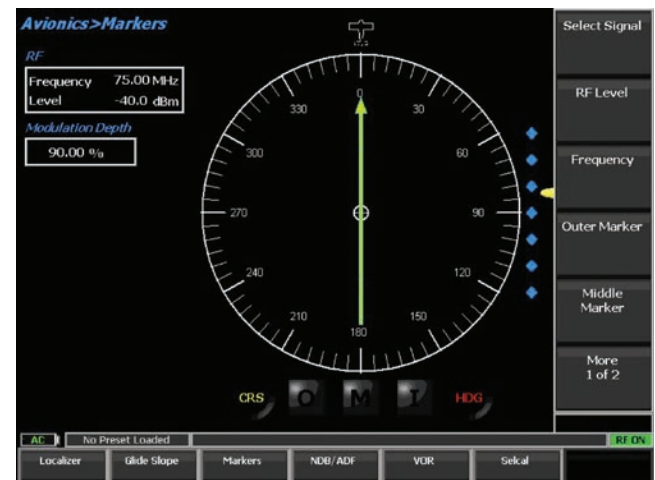 Avionics>Markers
RF
Frequency 75.00 MHz
Level -40.0 dBm
Modulation Depth
90.00 %
0
30
60
90
120
150
180
210
240
270
300
330
CRS
O
M
I
HDG
Select Signal
RF Level
Frequency
Outer Marker
Middle
Marker
More
1 of 2
AC
No Preset Loaded
RF ON
Localizer
Glide Slope
Markers
NDB/ADF
VOR
Selcal